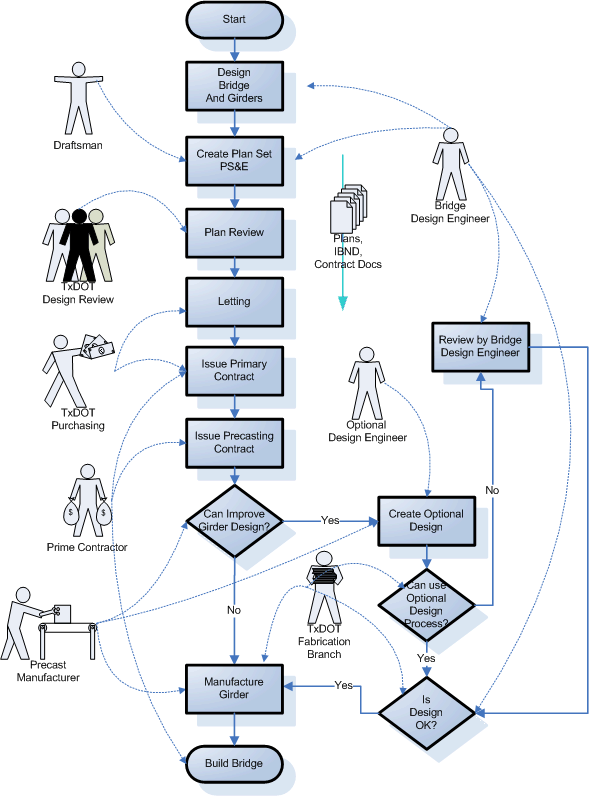 Start
Design
Bridge
And Girders
Draftsman
Create Plan Set
PS&E
Bridge
Design Engineer
Plan Review
Plans,
IBND,
Contract Docs
TxDOT
Design Review
Letting
Review by Bridge
Design Engineer
Issue Primary
Contract
TxDOT
Purchasing
Optional
Design Engineer
Issue Precasting
Contract
No
Can Improve
Girder Design?
Yes
Create Optional
Design
$ $
Prime Contractor
Can use
Optional
Design
Process?
No
TxDOT
Fabrication
Branch
Yes
Precast
Manufacturer
Manufacture
Girder
Yes
Is
Design
OK?
Build Bridge